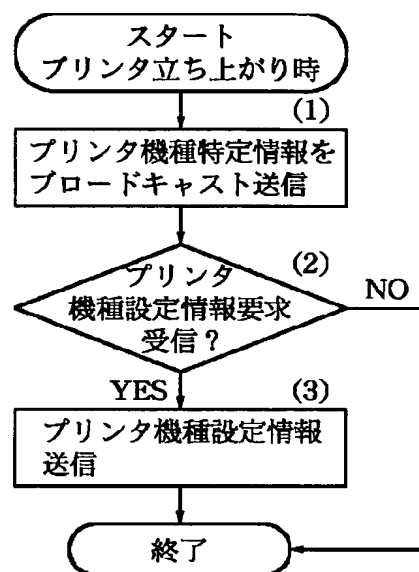 スタート
プリンタ立ち上がり時
(1)
プリンタ機種特定情報を
ブロードキャスト送信
(2)
プリンタ
機種設定情報要求
受信？
NO
YES
(3)
プリンタ機種設定情報
送信
終了